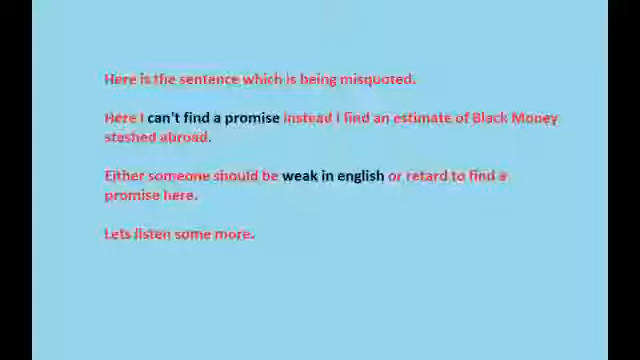 Here is the sentence which is being misquoted.
Here I can't find a promise instead I find an estimate of Black Money
stashed abroad.
Either someone should be weak in english or retard to find a
promise here.
Lets listen some more.